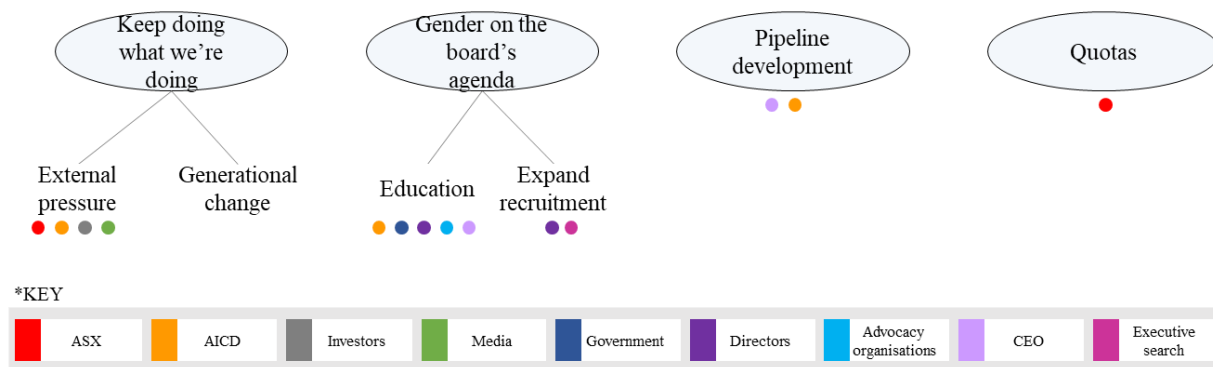 Keep doing
what we’re
doing
Gender on the
board’s
agenda
Pipeline
development
Quotas
External
pressure
Generational
change
Education
Expand
recruitment
*KEY
ASX
AICD
Investors
Media
Government
Directors
Advocacy
organisations
CEO
Executive
search